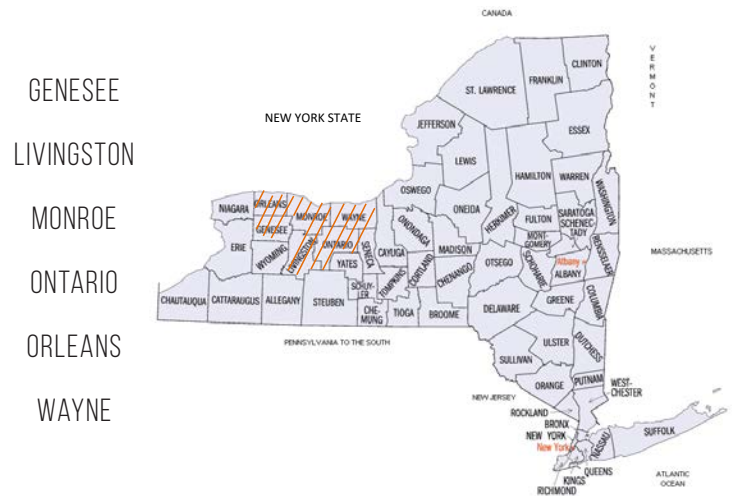 GENESEE
LIVINGSTON
MONROE
ONTARIO
ORLEANS
WAYNE
NEW YORK STATE
CANADA
VERMONT
CLINTON
FRANKLIN
ST. LAWRENCE
ESSEX
JEFFERSON
LEWIS
HAMILTON
WARREN
WASHINGTON
OSWEGO
ONEIDA
HERKIMER
FULTON
SARATOGA
SCHENEC-
TADY
MONT-
GOMERY
RENSSELAER
MASSACHUSETTS
NIAGARA
ORLEANS
MONROE
WAYNE
GENESEE
ONTARIO
ERIE
WYOMING
LIVINGSTON
YATES
SENECA
CAYUGA
ONONDAGA
MADISON
OTSEGO
SCHOHARIE
Albany
ALBANY
CHAUTAUQUA
CATTARAUGUS
ALLEGANY
STEUBEN
SCHUY-
LER
CHE-
MUNG
TOMPKINS
CORTLAND
CHENANGO
TIOGA
BROOME
DELAWARE
GREENE
COLUMBIA
PENNSYLVANIA TO THE SOUTH
ULSTER
DUTCHESS
SULLIVAN
ORANGE
PUTNAM
WEST-
CHESTER
NEW JERSEY
ROCKLAND
BRONX
NEW YORK
New York
NASSAU
SUFFOLK
QUEENS
KINGS
RICHMOND
ATLANTIC
OCEAN